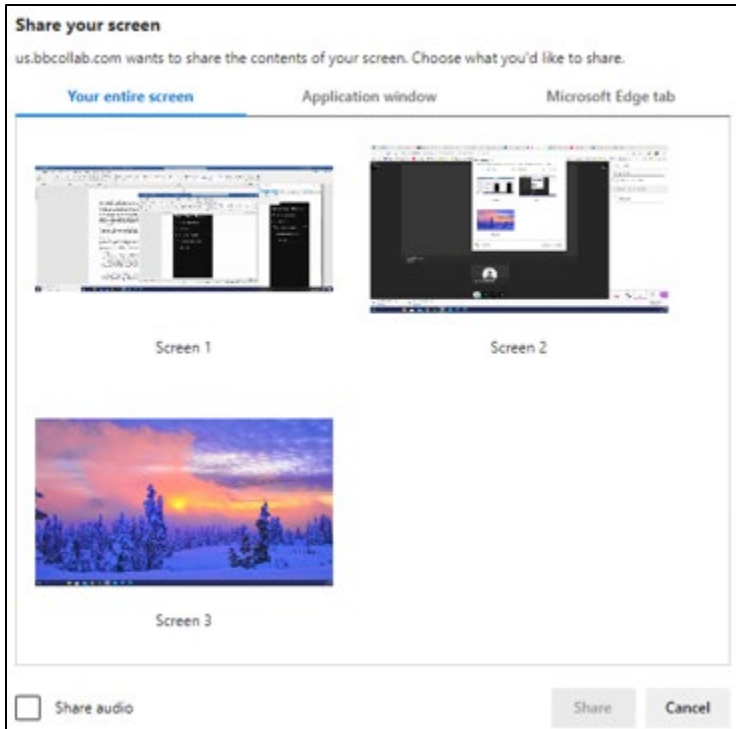 Share your screen
us.bbcollab.com wants to share the contents of your screen. Choose what you'd like to share.
Your entire screen Application window Microsoft Edge tab
Screen 1 Screen 2
Screen 3
Share audio Share Cancel